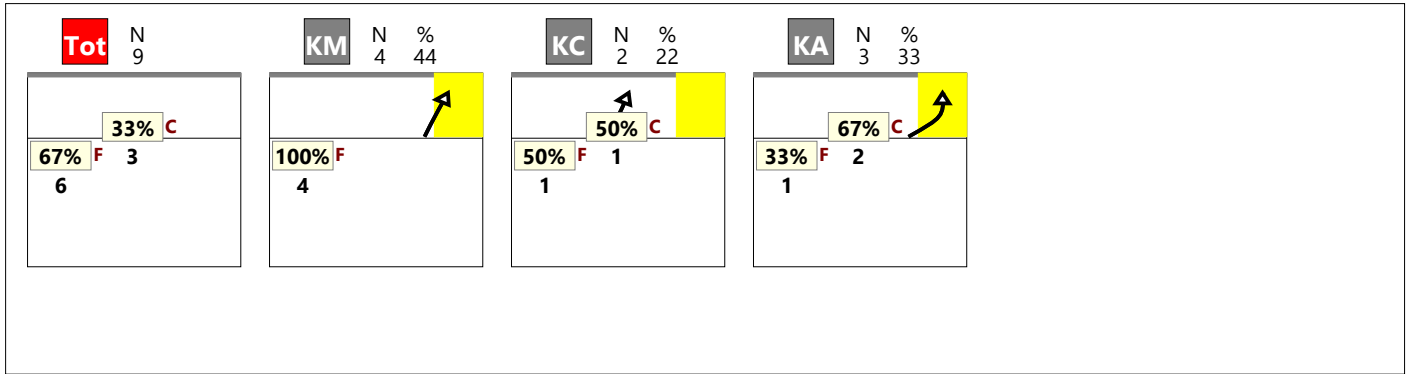 Tot N
9
KM N %
4 44
KC N %
2 22
KA N %
3 33
33% C
67% F 3
6
100% F
4
50% C
50% F 1
1
67% C
33% F 2
1